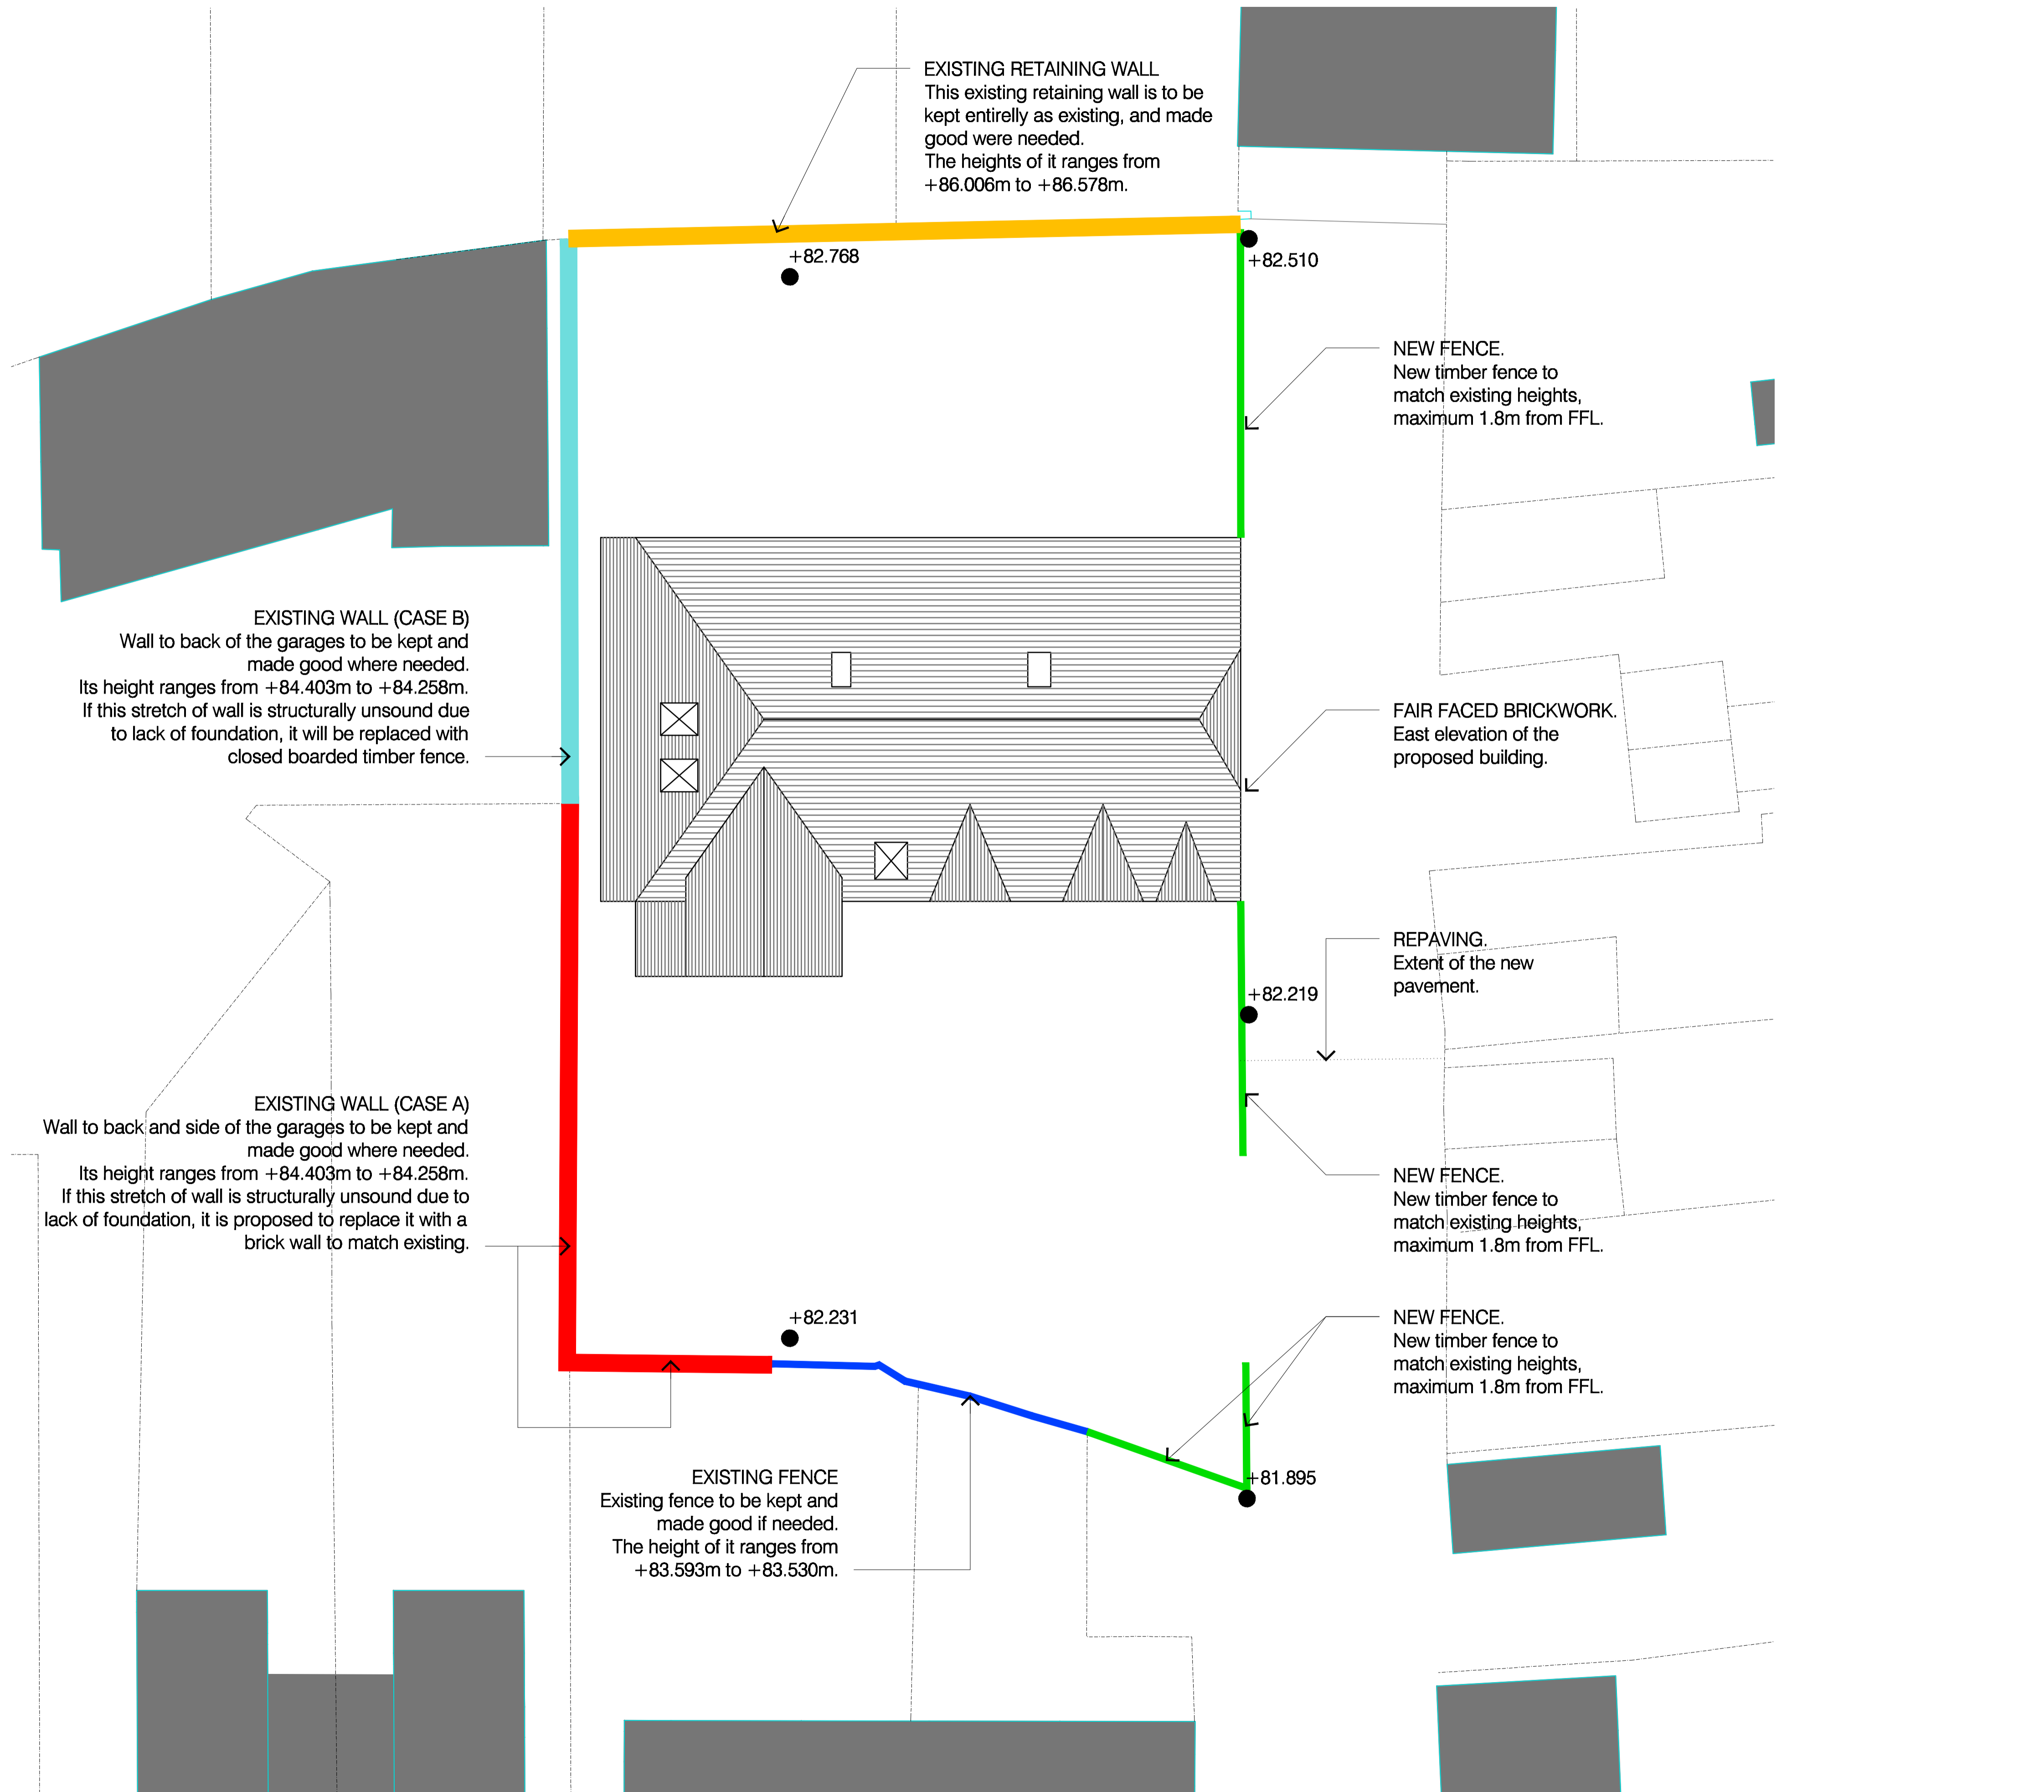 EXISTING RETAINING WALL
This existing retaining wall is to be
kept entirelly as existing, and made
good were needed.
The heights of it ranges from
+86.006m to +86.578m.
+82.768
+82.510
NEW FENCE.
New timber fence to
match existing heights,
maximum 1.8m from FFL.
EXISTING WALL (CASE B)
Wall to back of the garages to be kept and
made good where needed.
Its height ranges from +84.403m to +84.258m.
If this stretch of wall is structurally unsound due
to lack of foundation, it will be replaced with
closed boarded timber fence.
FAIR FACED BRICKWORK.
East elevation of the
proposed building.
REPAVING.
Extent of the new
pavement.
+82.219
EXISTING WALL (CASE A)
Wall to back and side of the garages to be kept and
made good where needed.
Its height ranges from +84.403m to +84.258m.
If this stretch of wall is structurally unsound due to
lack of foundation, it is proposed to replace it with a
brick wall to match existing.
NEW FENCE.
New timber fence to
match existing heights,
maximum 1.8m from FFL.
+82.231
NEW FENCE.
New timber fence to
match existing heights,
maximum 1.8m from FFL.
EXISTING FENCE
Existing fence to be kept and
made good if needed.
The height of it ranges from
+83.593m to +83.530m.
+81.895